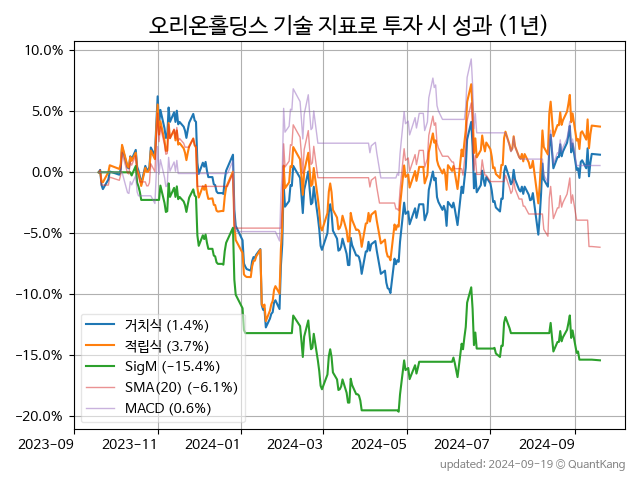 오리온홀딩스 기술 지표로 투자 시 성과 (1년)
10.0%
5.0%
0.0%
−5.0%
−10.0%
−15.0%
−20.0%
거치식 (1.4%)
적립식 (3.7%)
SigM (−15.4%)
SMA(20) (−6.1%)
MACD (0.6%)
2023-09 2023-11 2024-01 2024-03 2024-05 2024-07 2024-09
updated: 2024-09-19 © QuantKang